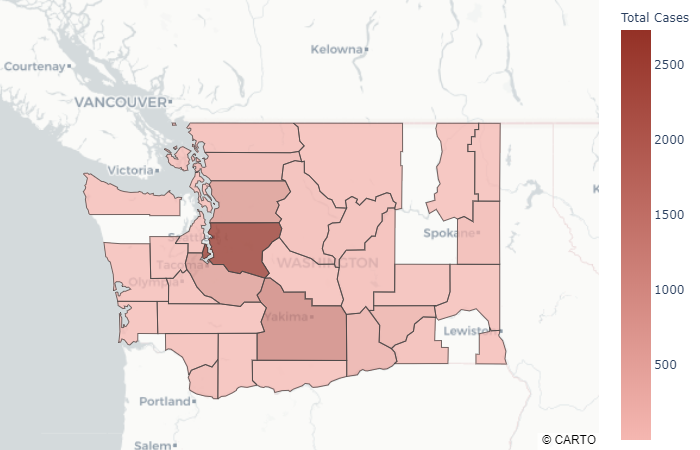 Total Cases
Kelowna
2500
Courtenay
VANCOUVER
2000
Victoria
1500
Seattle
Spokane
Tacoma
WASHINGTON
Olympia
1000
Yakima
Lewisto
500
Portland
Salem
© CARTO
K